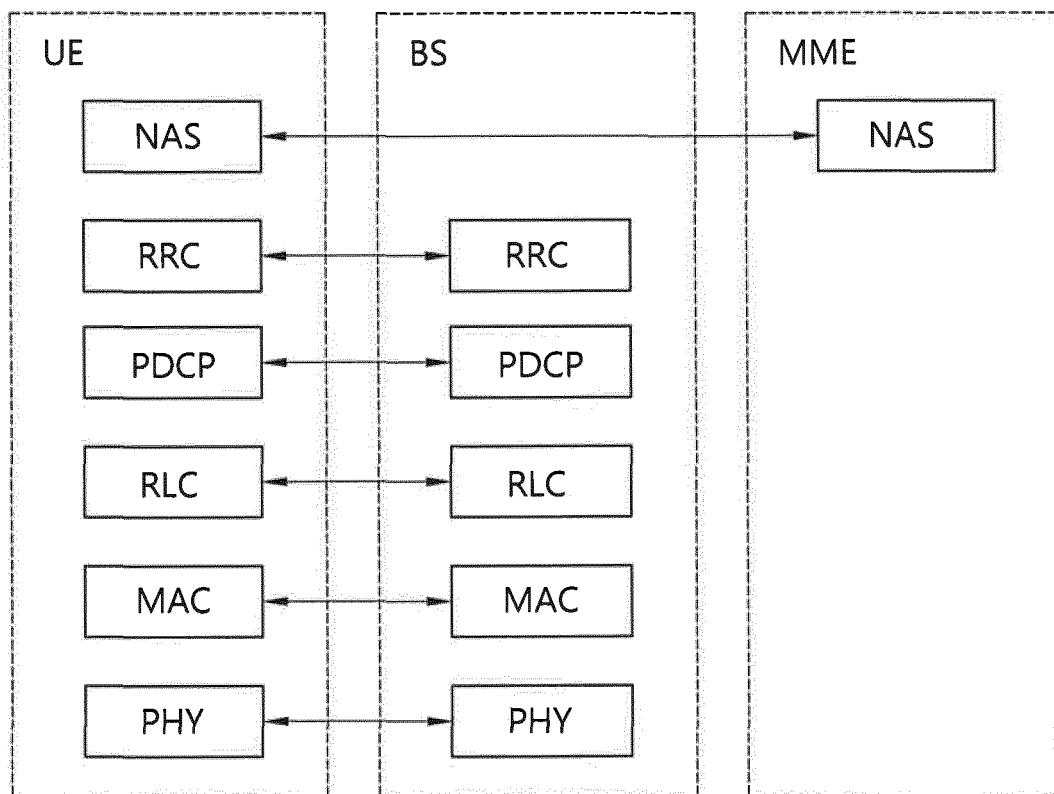 UE BS MME
NAS NAS
RRC RRC
PDCP PDCP
RLC RLC
MAC MAC
PHY PHY